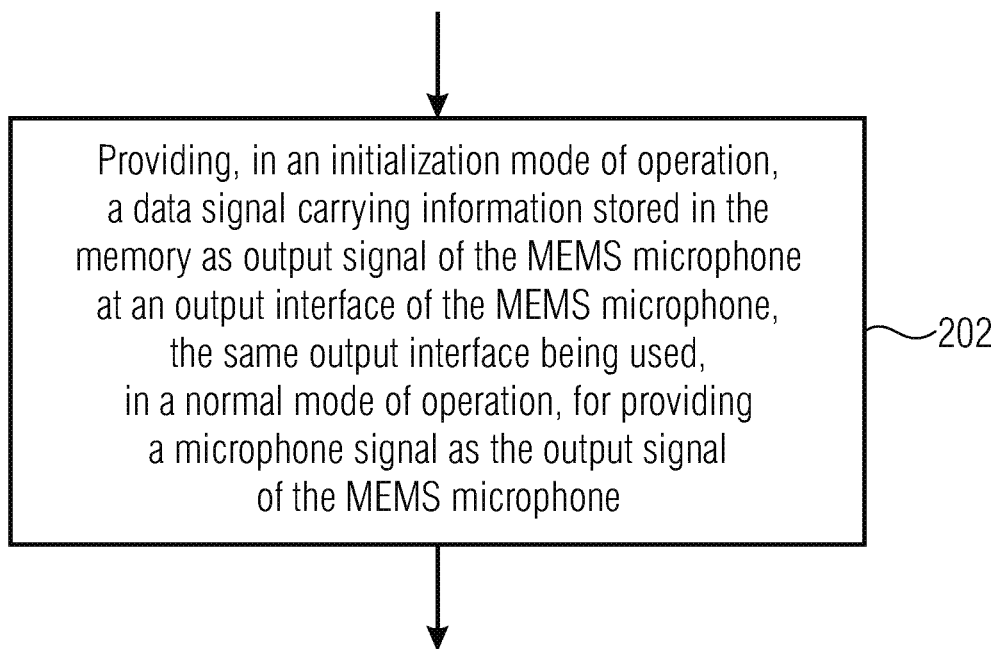 Providing, in an initialization mode of operation,
a data signal carrying information stored in the
memory as output signal of the MEMS microphone
at an output interface of the MEMS microphone,
the same output interface being used,
in a normal mode of operation, for providing
a microphone signal as the output signal
of the MEMS microphone
202